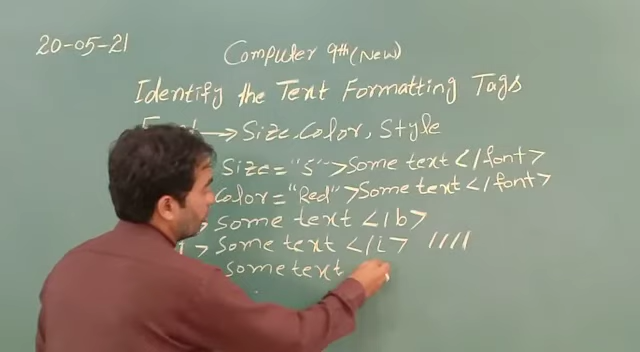 20-05-21
Computer 9th (New)
Identify the Text Formatting Tags
→ Size, Color, Style
Size = "5" > Some text </font>
Color = "Red" > Some text </font>
> Some text </b>
> Some text </i> ////
Some text